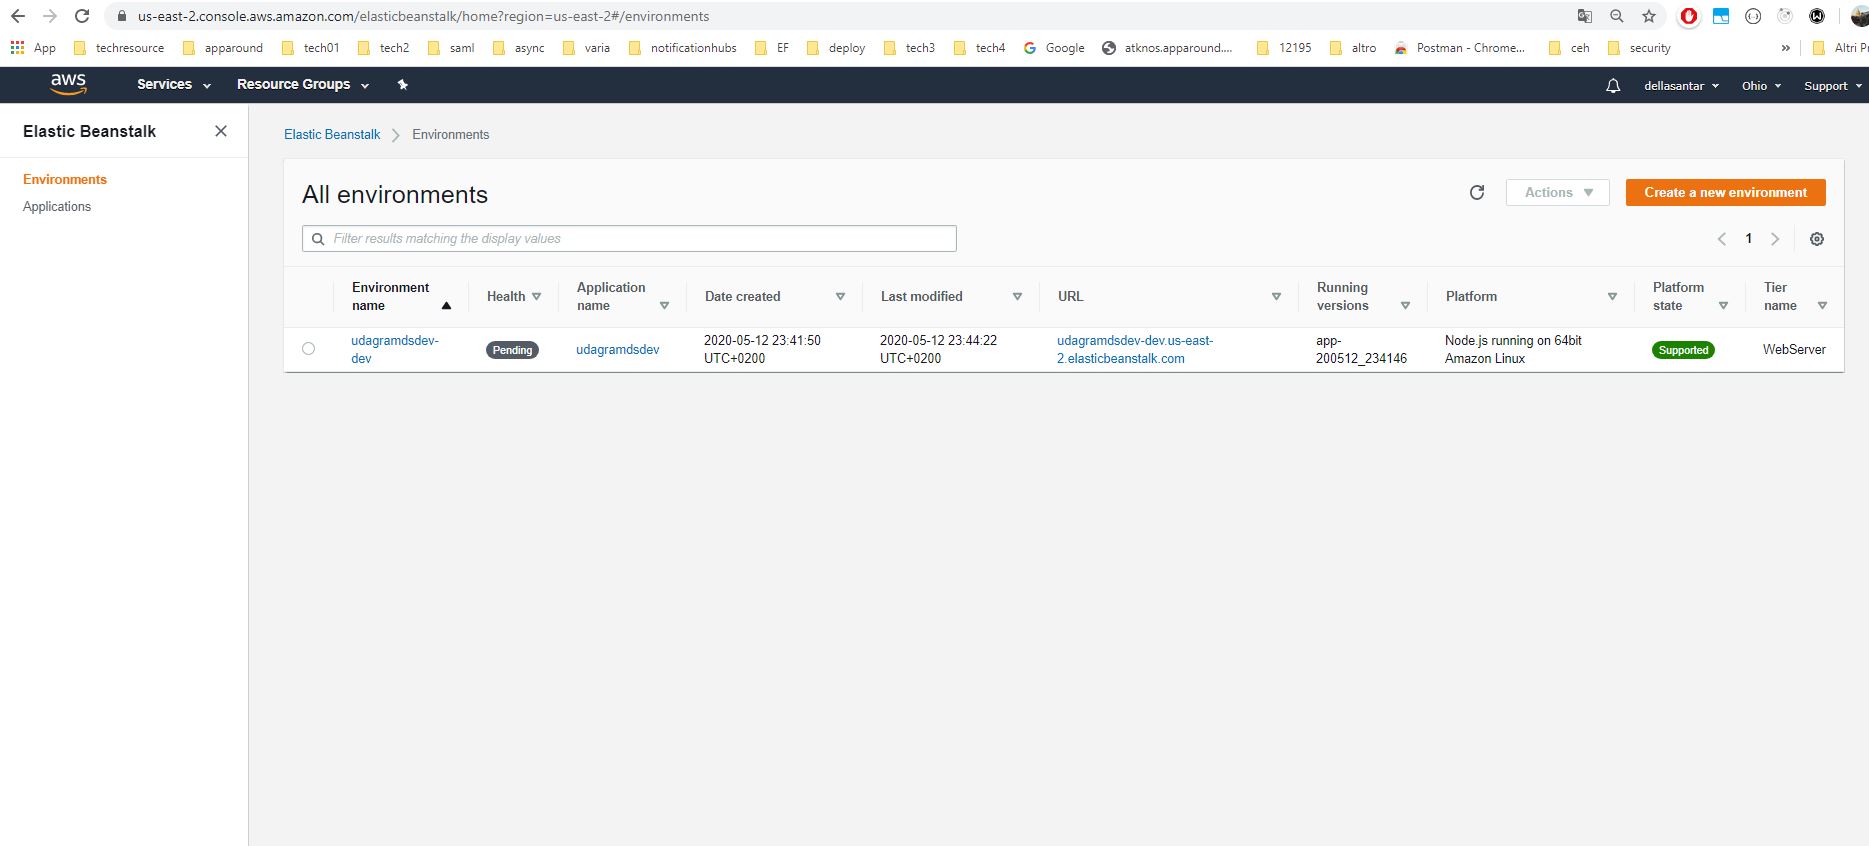 us-east-2.console.aws.amazon.com/elasticbeanstalk/home?region=us-east-2#/environments
App techresource apparound tech01 tech2 saml async varia notificationhubs EF deploy tech3 tech4 Google atknos.apparound.... 12195 altro Postman - Chrome... ceh security » Altri Pr
aws Services Resource Groups dellasantar Ohio Support
Elastic Beanstalk
Environments
Applications
Elastic Beanstalk Environments
All environments
Actions Create a new environment
Filter results matching the display values
1
Environment name Health Application name Date created Last modified URL Running versions Platform Platform state Tier name
udagramdsdev-
dev
Pending
udagramdsdev
2020-05-12 23:41:50
UTC+0200
2020-05-12 23:44:22
UTC+0200
udagramdsdev-dev.us-east-
2.elasticbeanstalk.com
app-
200512_234146
Node.js running on 64bit
Amazon Linux
Supported
WebServer